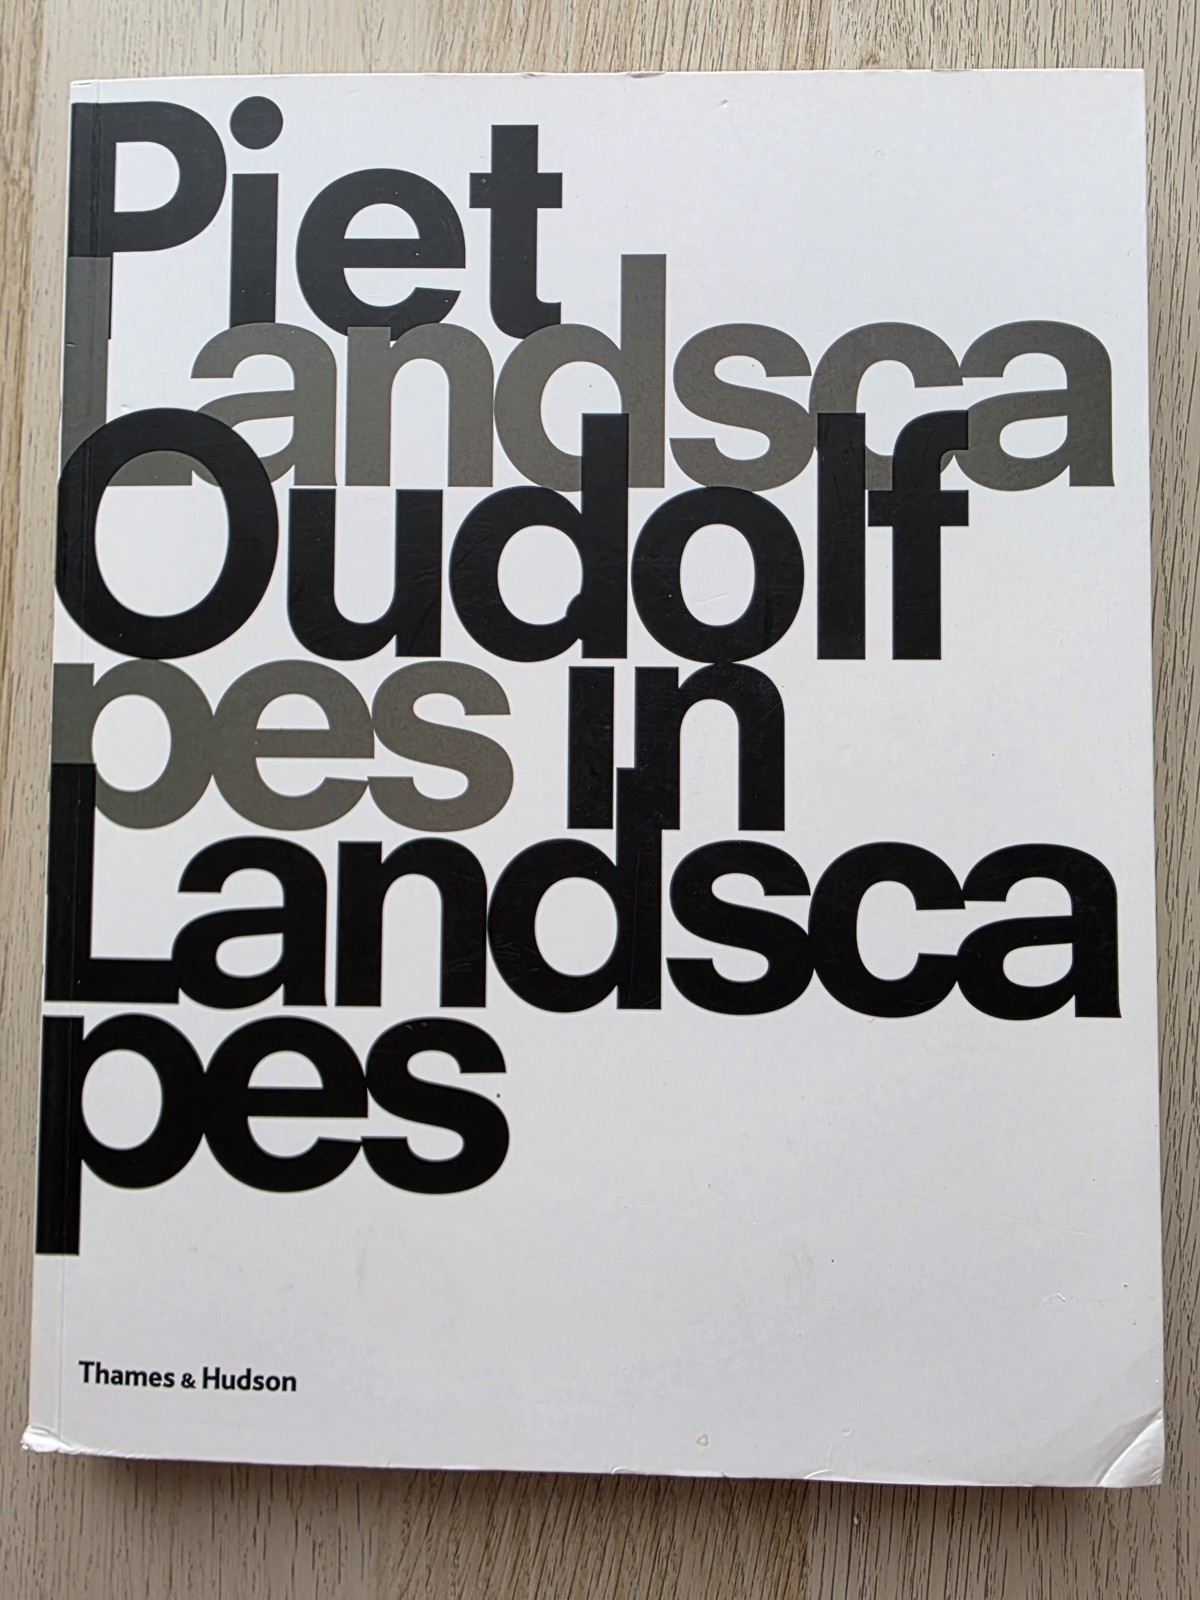 Piet
Landsca
Oudolf
pes in
Landsca
pes
Thames & Hudson